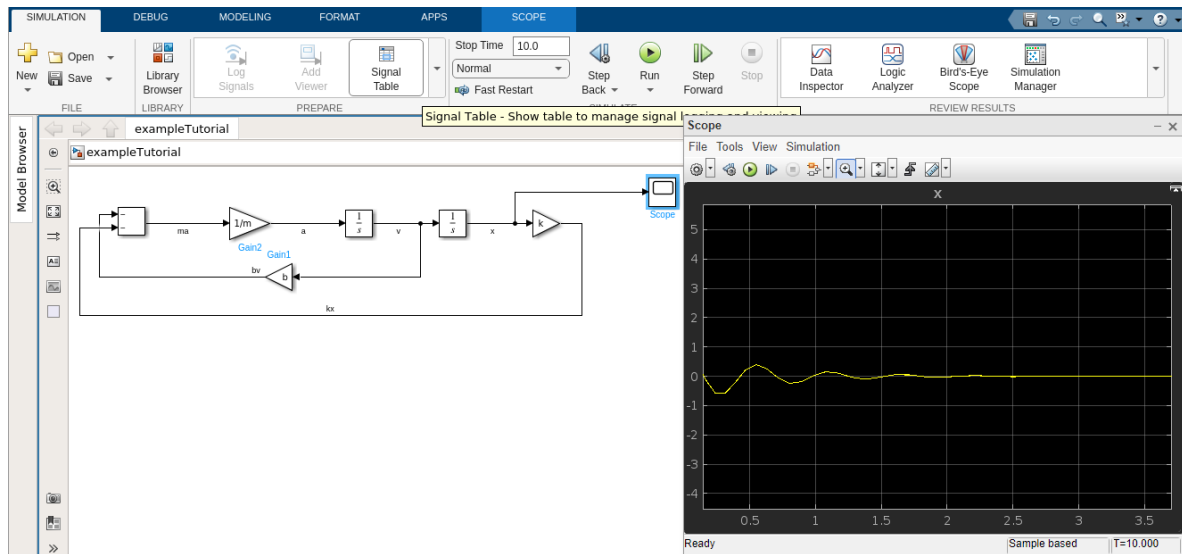 SIMULATION DEBUG MODELING FORMAT APPS SCOPE
New Open Save Library Browser Log Signals Add Viewer Signal Table Stop Time 10.0 Normal Fast Restart Step Back Run Step Forward Stop Data Inspector Logic Analyzer Bird's-Eye Scope Simulation Manager
FILE LIBRARY PREPARE SIMULATE REVIEW RESULTS
Signal Table - Show table to manage signal logging and viewing
Model Browser
exampleTutorial
exampleTutorial
Scope
1/m
1
s
1
s
k
ma a v x
Gain2 Gain1
bv b
kx
Scope
File Tools View Simulation
X
5
4
3
2
1
0
-1
-2
-3
-4
0.5 1 1.5 2 2.5 3 3.5
Ready Sample based T=10.000